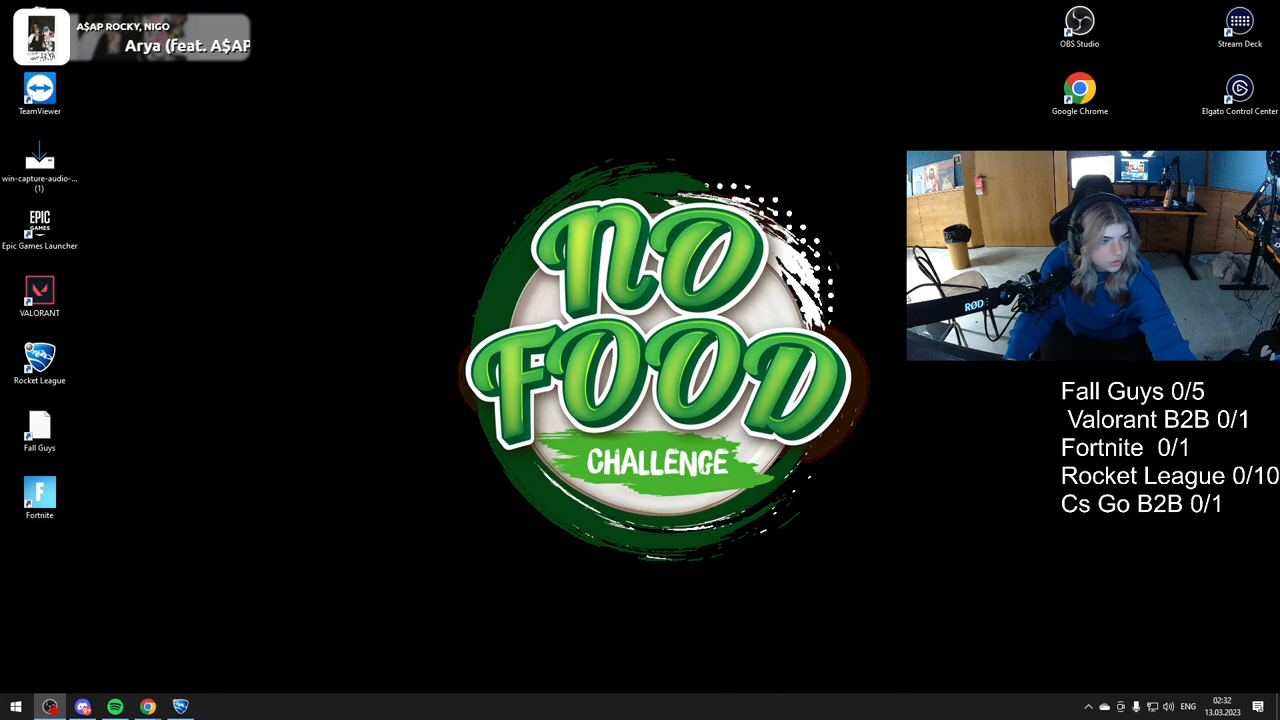 A$AP ROCKY, NIGO
Arya (feat. A$AP
TeamViewer
win-capture-audio-...
(1)
EPIC
GAMES
Epic Games Launcher
VALORANT
Rocket League
Fall Guys
F
Fortnite
OBS Studio
Stream Deck
Google Chrome
Elgato Control Center
NO
FOOD
CHALLENGE
RØDE
Fall Guys 0/5
Valorant B2B 0/1
Fortnite 0/1
Rocket League 0/10
Cs Go B2B 0/1
ENG
02:32
13.03.2023